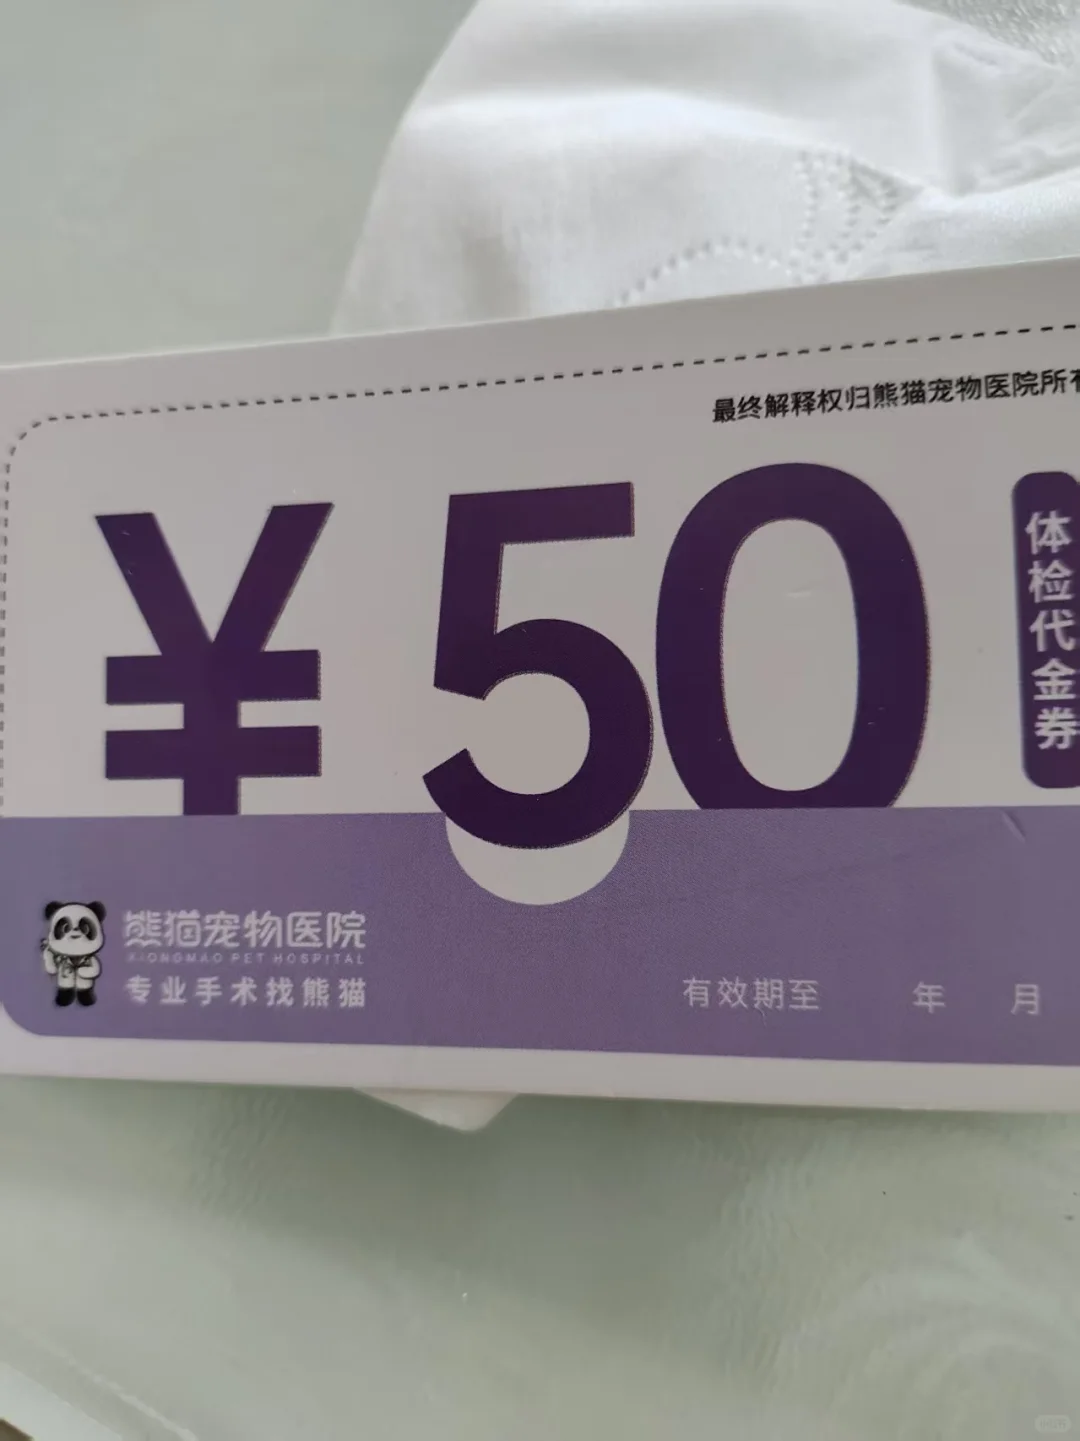 最终解释权归熊猫宠物医院所有
¥50
体检代金券
熊猫宠物医院
XIONGMAO PET HOSPITAL
专业手术找熊猫
有效期至 年 月